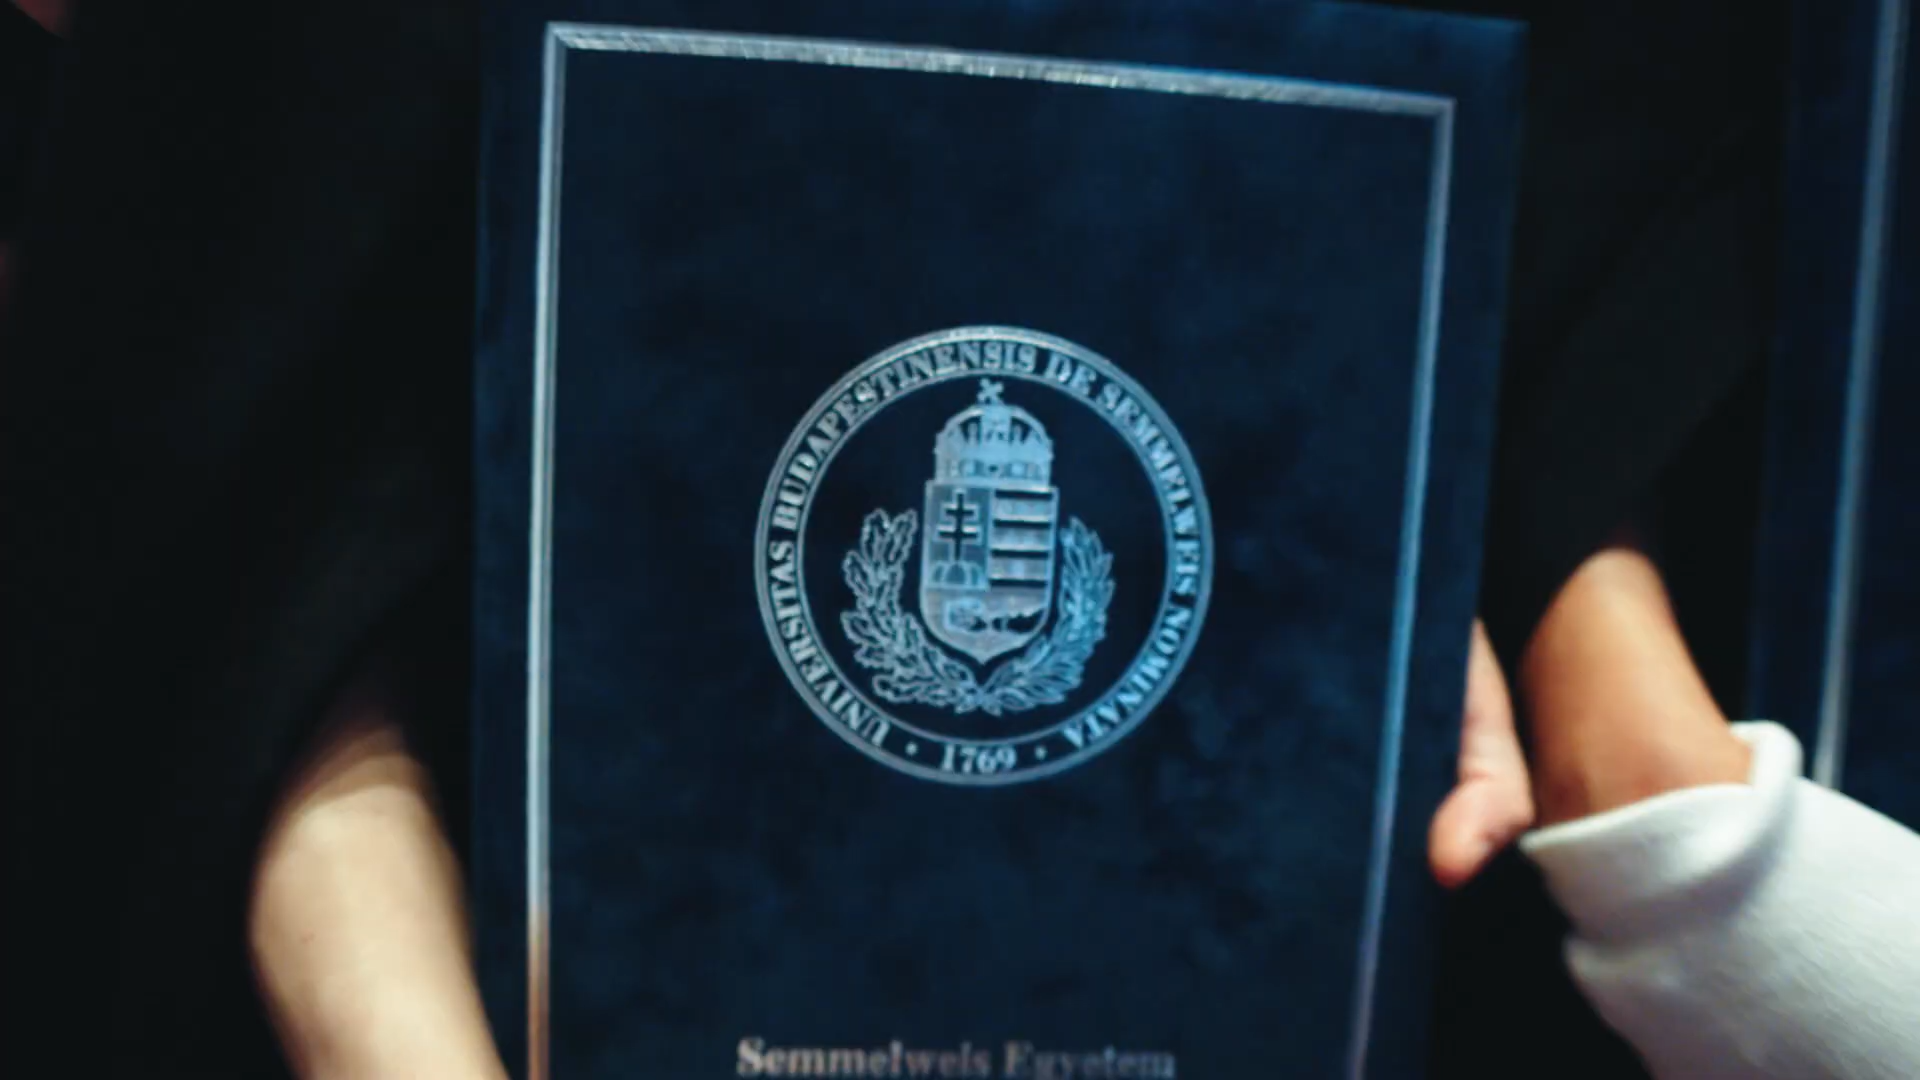 UNIVERSITAS BUDAPESTINENSIS DE SEMMELWEIS NOMINATA
· 1769 ·
Semmelweis Egyetem